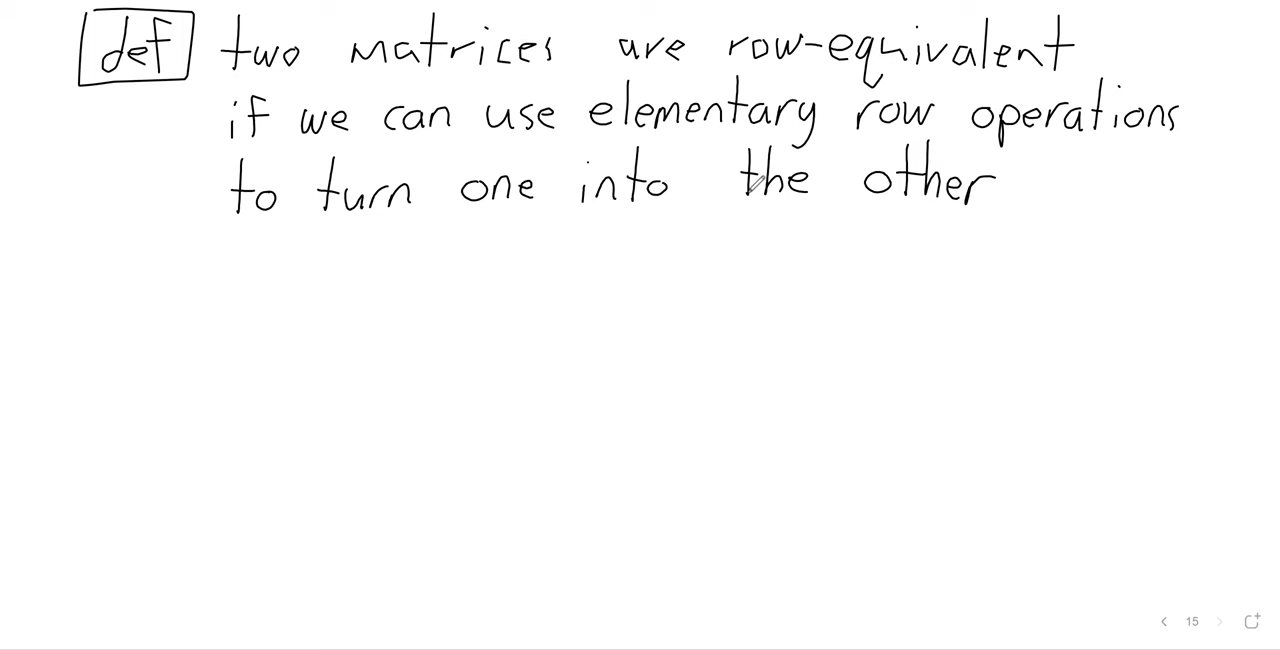 def two matrices are row-equivalent
if we can use elementary row operations
to turn one into the other
< 15 >